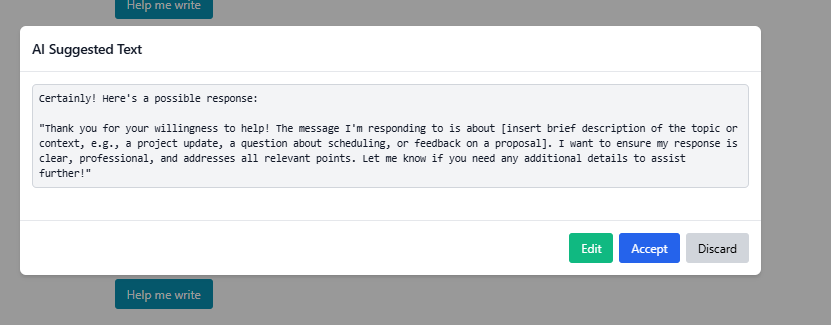 Help me write
AI Suggested Text
Certainly! Here's a possible response:
"Thank you for your willingness to help! The message I'm responding to is about [insert brief description of the topic or
context, e.g., a project update, a question about scheduling, or feedback on a proposal]. I want to ensure my response is
clear, professional, and addresses all relevant points. Let me know if you need any additional details to assist
further!"
Edit
Accept
Discard
Help me write